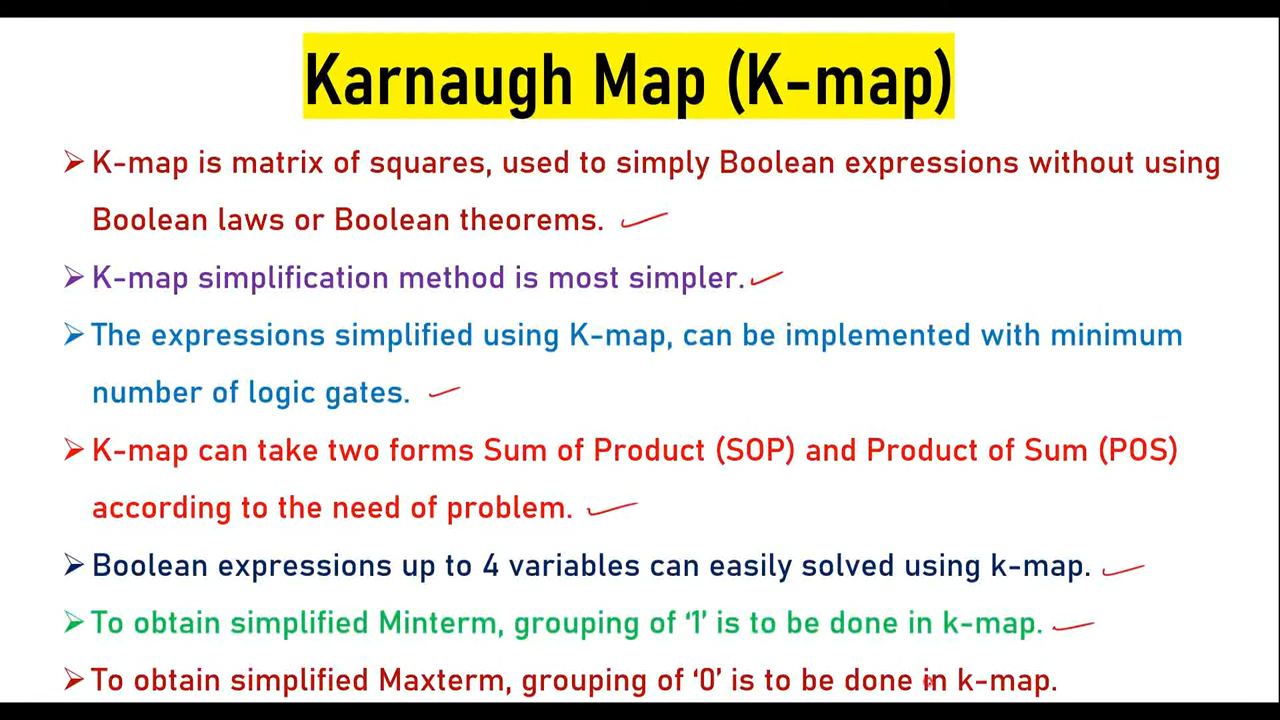 Karnaugh Map (K-map)
➢ K-map is matrix of squares, used to simply Boolean expressions without using
Boolean laws or Boolean theorems.
➢ K-map simplification method is most simpler.
➢ The expressions simplified using K-map, can be implemented with minimum
number of logic gates.
➢ K-map can take two forms Sum of Product (SOP) and Product of Sum (POS)
according to the need of problem.
➢ Boolean expressions up to 4 variables can easily solved using k-map.
➢ To obtain simplified Minterm, grouping of ‘1’ is to be done in k-map.
➢ To obtain simplified Maxterm, grouping of ‘0’ is to be done in k-map.